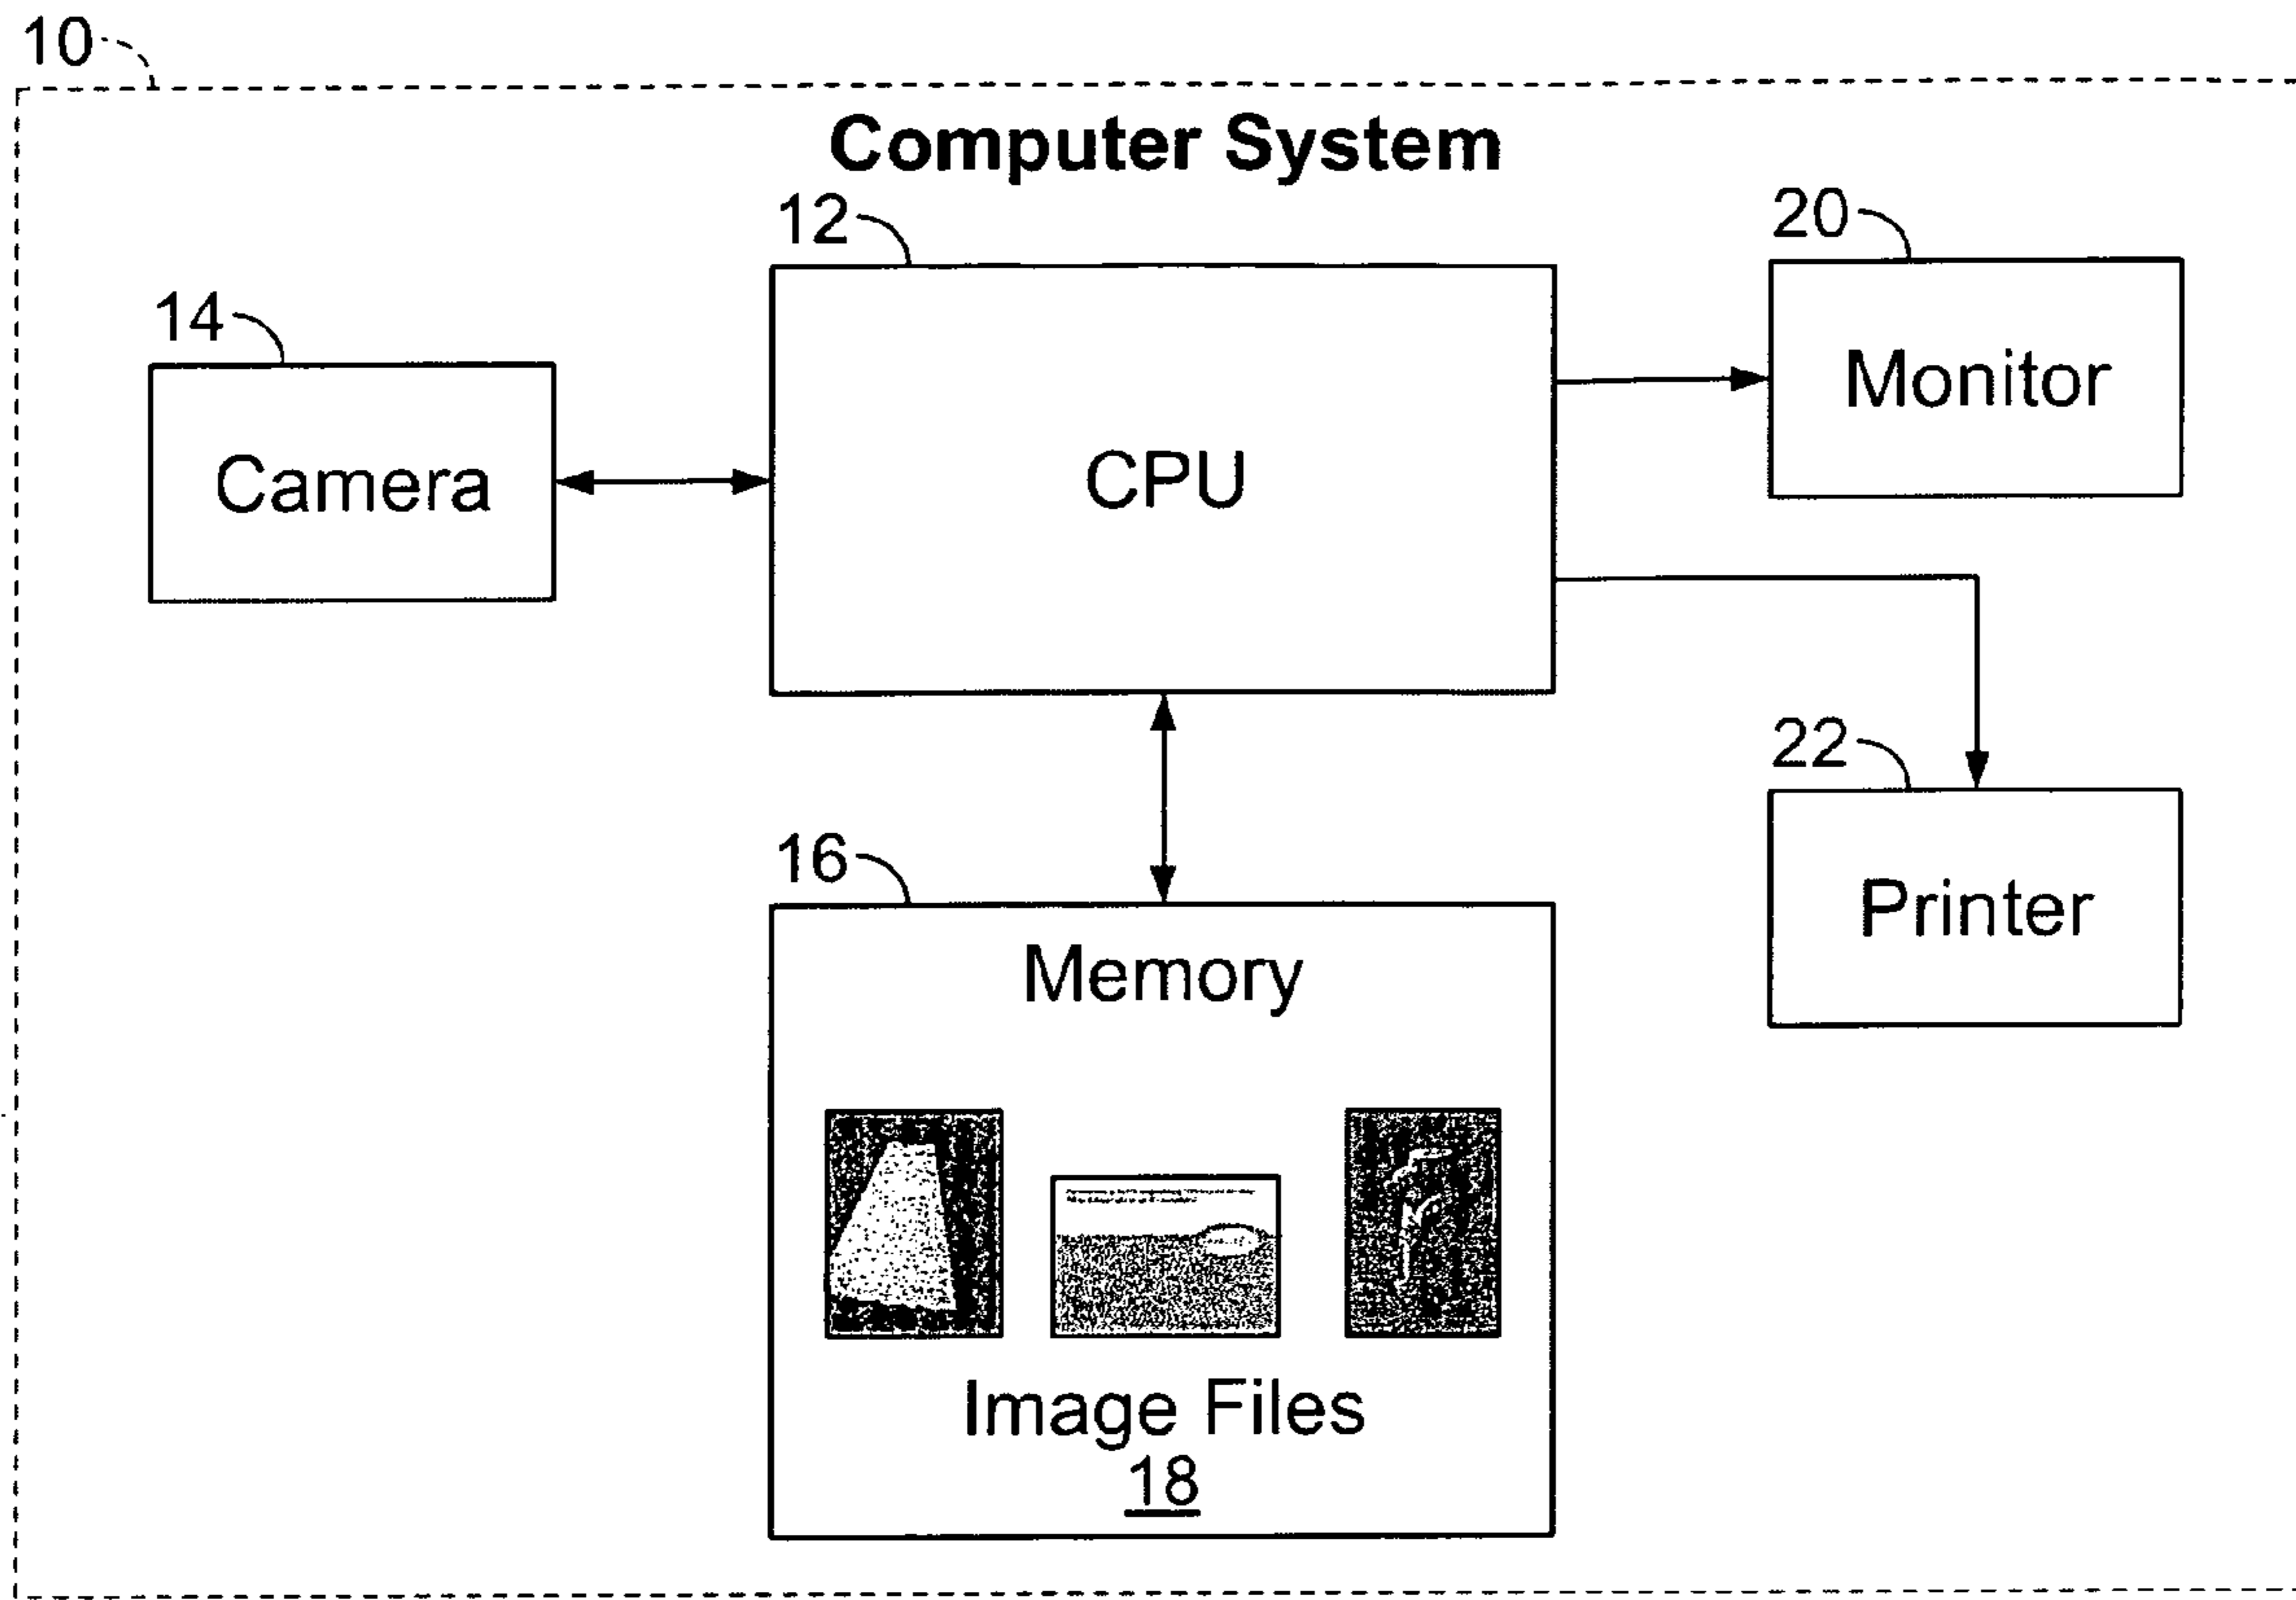 10
Computer System
12
20
14
Monitor
Camera
CPU
22
16
Printer
Memory
Image Files
18